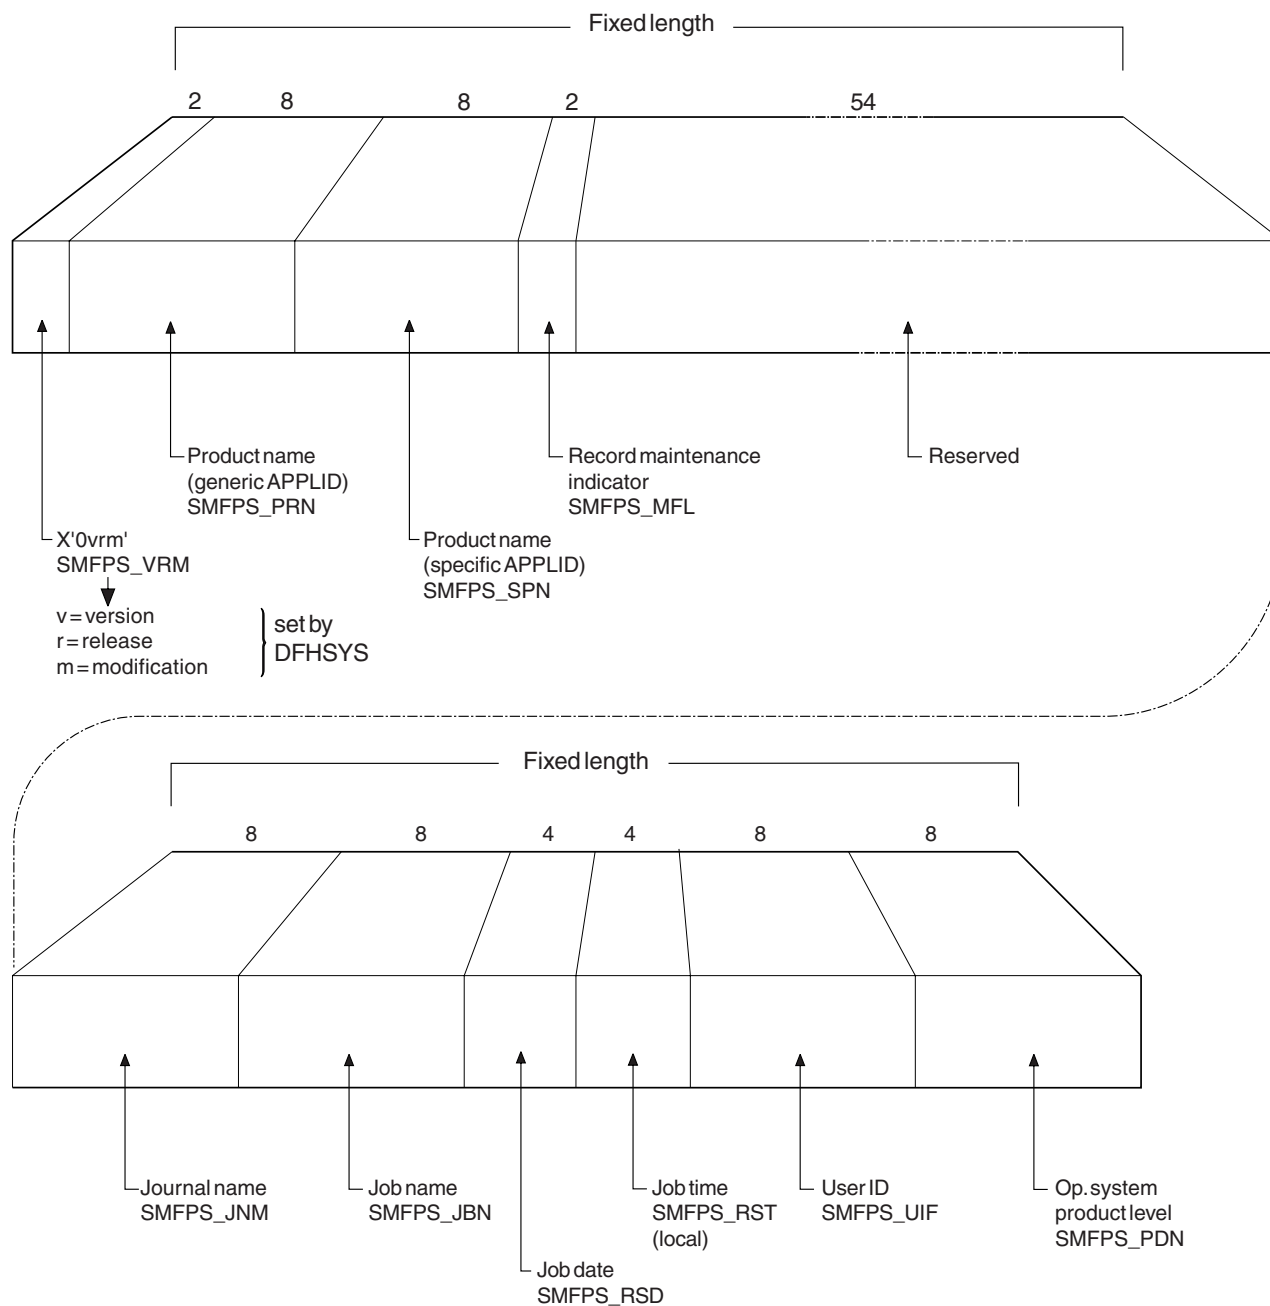 Fixed length
2 8 8 2 54
Product name
(generic APPLID)
SMFPS_PRN
Record maintenance
indicator
SMFPS_MFL
Reserved
X'0vrm'
SMFPS_VRM
Product name
(specific APPLID)
SMFPS_SPN
v=version
r=release
m=modification
set by
DFHSYS
Fixed length
8 8 4 4 8 8
Journal name
SMFPS_JNM
Job name
SMFPS_JBN
Job time
SMFPS_RST
(local)
User ID
SMFPS_UIF
Op.system
product level
SMFPS_PDN
Job date
SMFPS_RSD